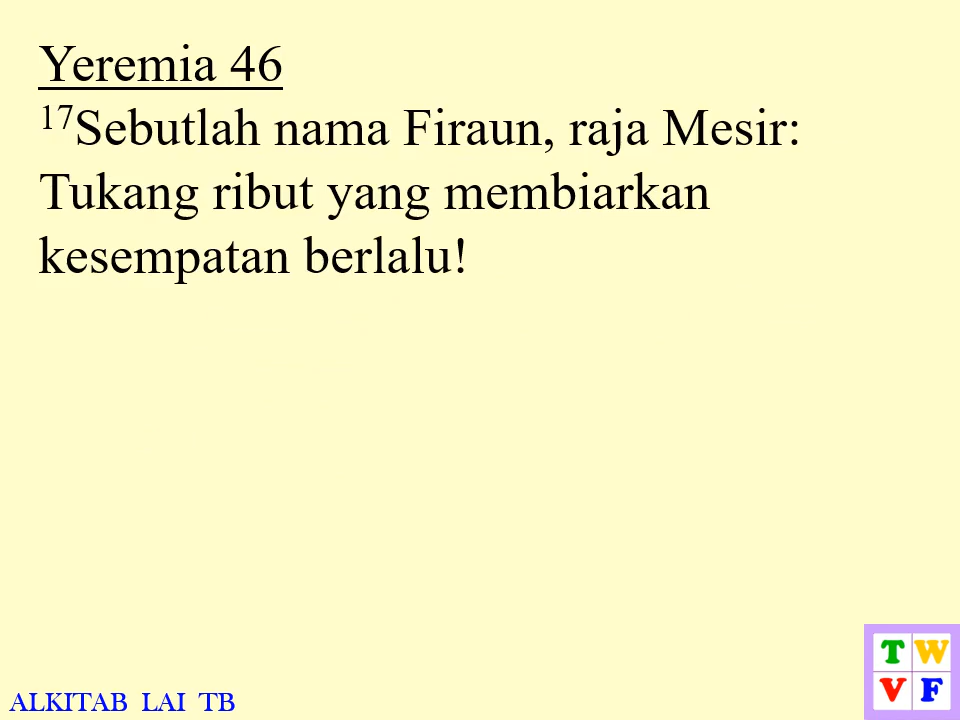 Yeremia 46
17Sebutlah nama Firaun, raja Mesir:
Tukang ribut yang membiarkan
kesempatan berlalu!
T W
V F
ALKITAB LAI TB